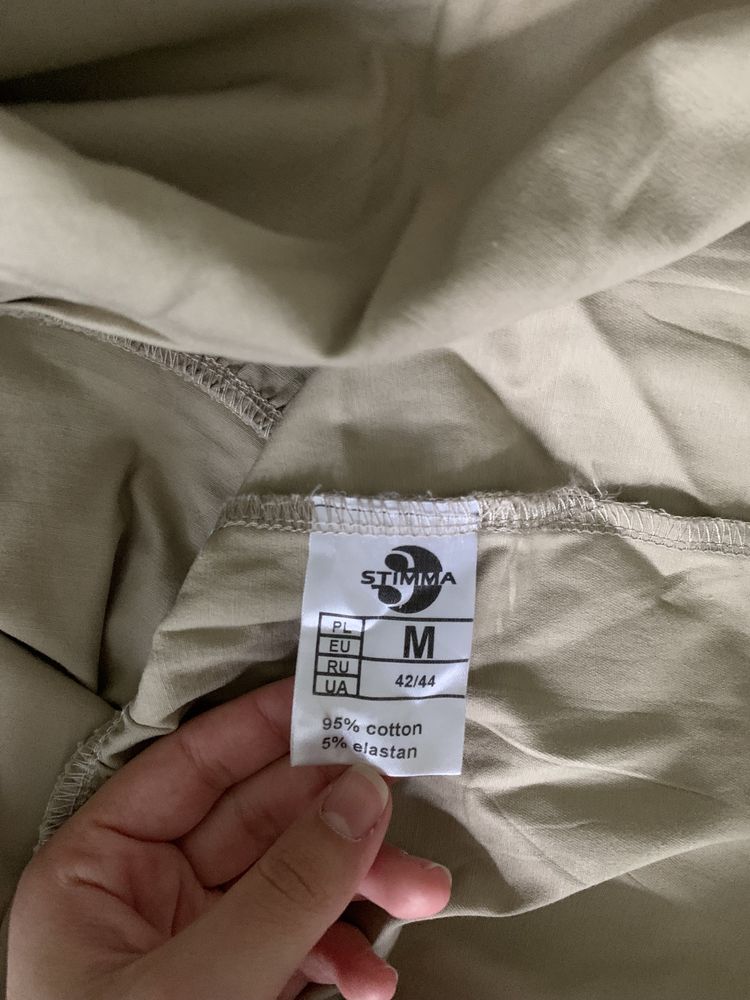 STIMMA
PL
EU
M
RU
UA
42/44
95% cotton
5% elastan